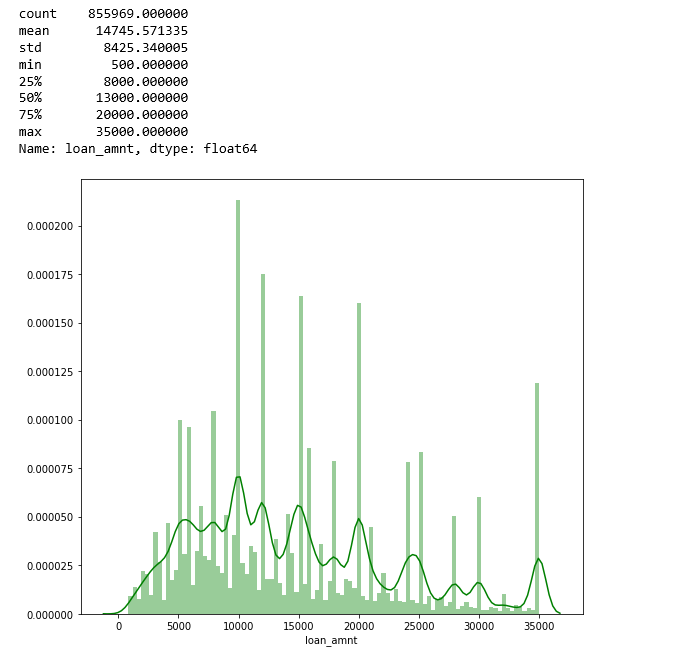 count    855969.000000
mean      14745.571335
std        8425.340005
min         500.000000
25%        8000.000000
50%       13000.000000
75%       20000.000000
max       35000.000000
Name: loan_amnt, dtype: float64
0.000200
0.000175
0.000150
0.000125
0.000100
0.000075
0.000050
0.000025
0.000000
0 5000 10000 15000 20000 25000 30000 35000
loan_amnt